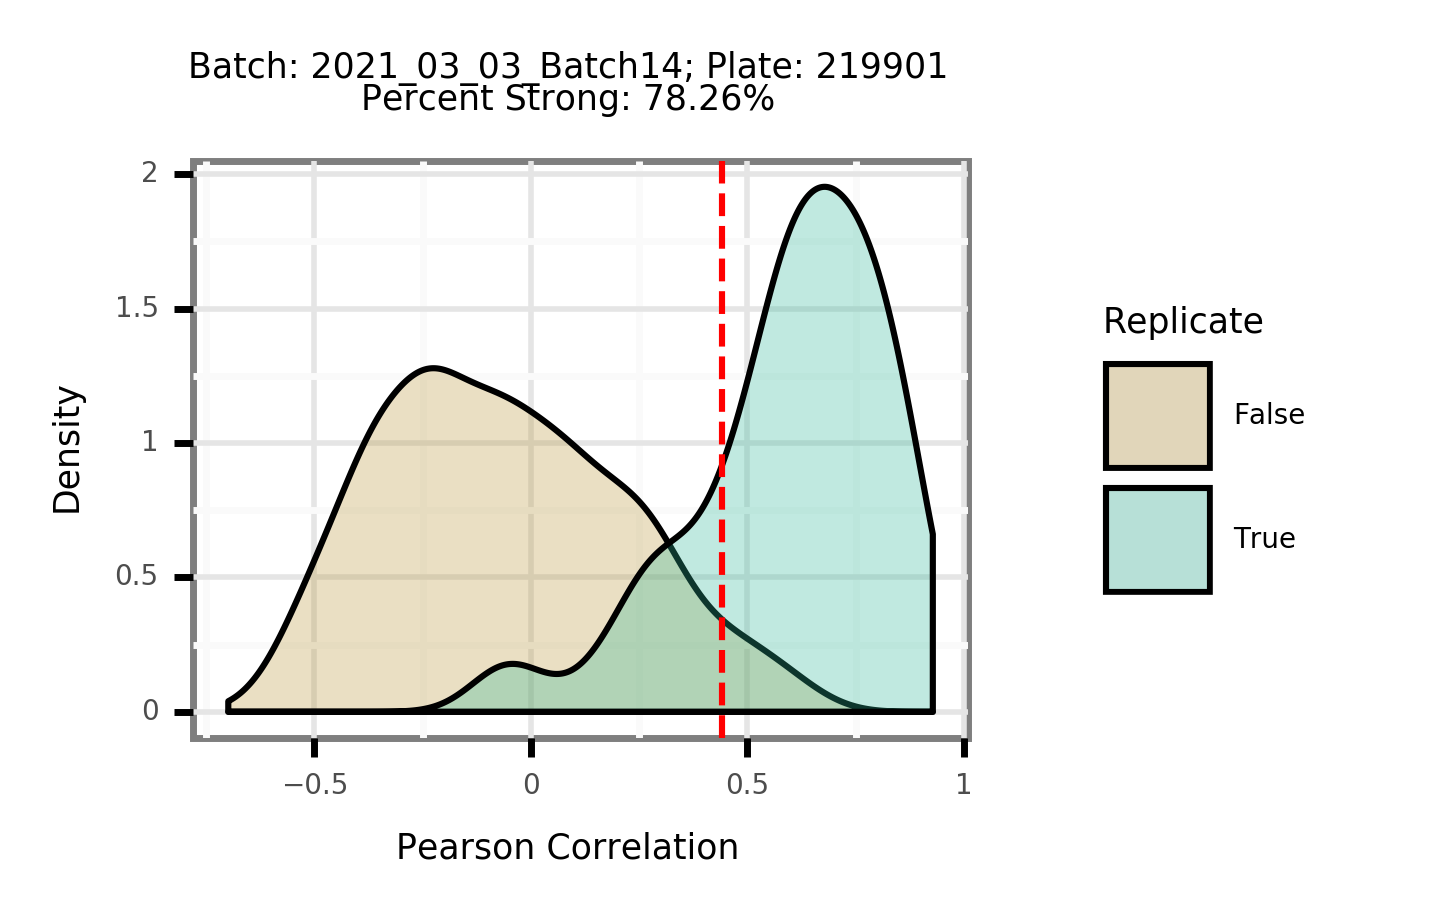 Batch: 2021_03_03_Batch14; Plate: 219901
Percent Strong: 78.26%
2
1.5
1
0.5
0
Density
−0.5 0 0.5 1
Pearson Correlation
Replicate
False
True